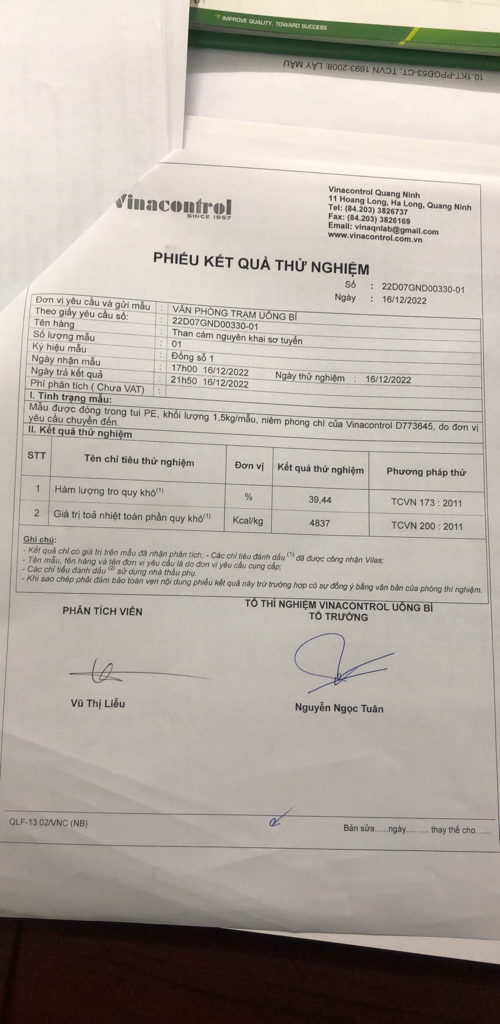 IMPROVE QUALITY, TOWARD SUCCESS
10.1KT-PPGĐ53-CT; TCVN 1693:2008; LẤY MẪU
Vinacontrol
SINCE 1957
Vinacontrol Quang Ninh
11 Hoang Long, Ha Long, Quang Ninh
Tel: (84.203) 3826737
Fax: (84.203) 3826169
Email: vinaqnlab@gmail.com
www.vinacontrol.com.vn
PHIẾU KẾT QUẢ THỬ NGHIỆM
Số : 22D07GND00330-01
Ngày : 16/12/2022
Đơn vị yêu cầu và gửi mẫu : VĂN PHÒNG TRẠM UÔNG BÍ
Theo giấy yêu cầu số: : 22D07GND00330-01
Tên hàng : Than cám nguyên khai sơ tuyển
Số lượng mẫu : 01
Ký hiệu mẫu : Đống số 1
Ngày nhận mẫu : 17h00 16/12/2022 Ngày thử nghiệm : 16/12/2022
Ngày trả kết quả : 21h50 16/12/2022
Phí phân tích ( Chưa VAT) :
I. Tình trạng mẫu:
Mẫu được đóng trong tui PE, khối lượng 1,5kg/mẫu, niêm phong chì của Vinacontrol D773645, do đơn vị
yêu cầu chuyển đến.
II. Kết quả thử nghiệm
STT Tên chỉ tiêu thử nghiệm Đơn vị Kết quả thử nghiệm Phương pháp thử
1 Hàm lượng tro quy khô(1) % 39,44 TCVN 173 : 2011
2 Giá trị toả nhiệt toàn phần quy khô(1) Kcal/kg 4837 TCVN 200 : 2011
Ghi chú:
- Kết quả chỉ có giá trị trên mẫu đã nhận phân tích: - Các chỉ tiêu đánh dấu (1) đã được công nhận Vilas;
- Tên mẫu, tên hàng và tên đơn vị yêu cầu là do đơn vị yêu cầu cung cấp;
- Các chỉ tiêu đánh dấu (2) sử dụng nhà thầu phụ.
- Khi sao chép phải đảm bảo toàn vẹn nội dung phiếu kết quả này trừ trường hợp có sự đồng ý bằng văn bản của phòng thí nghiệm.
PHÂN TÍCH VIÊN
TỔ THÍ NGHIỆM VINACONTROL UÔNG BÍ
TỔ TRƯỞNG
Vũ Thị Liễu
Nguyễn Ngọc Tuân
QLF-13.02/VNC (NB)
Bản sửa......ngày.... ..... thay thế cho......